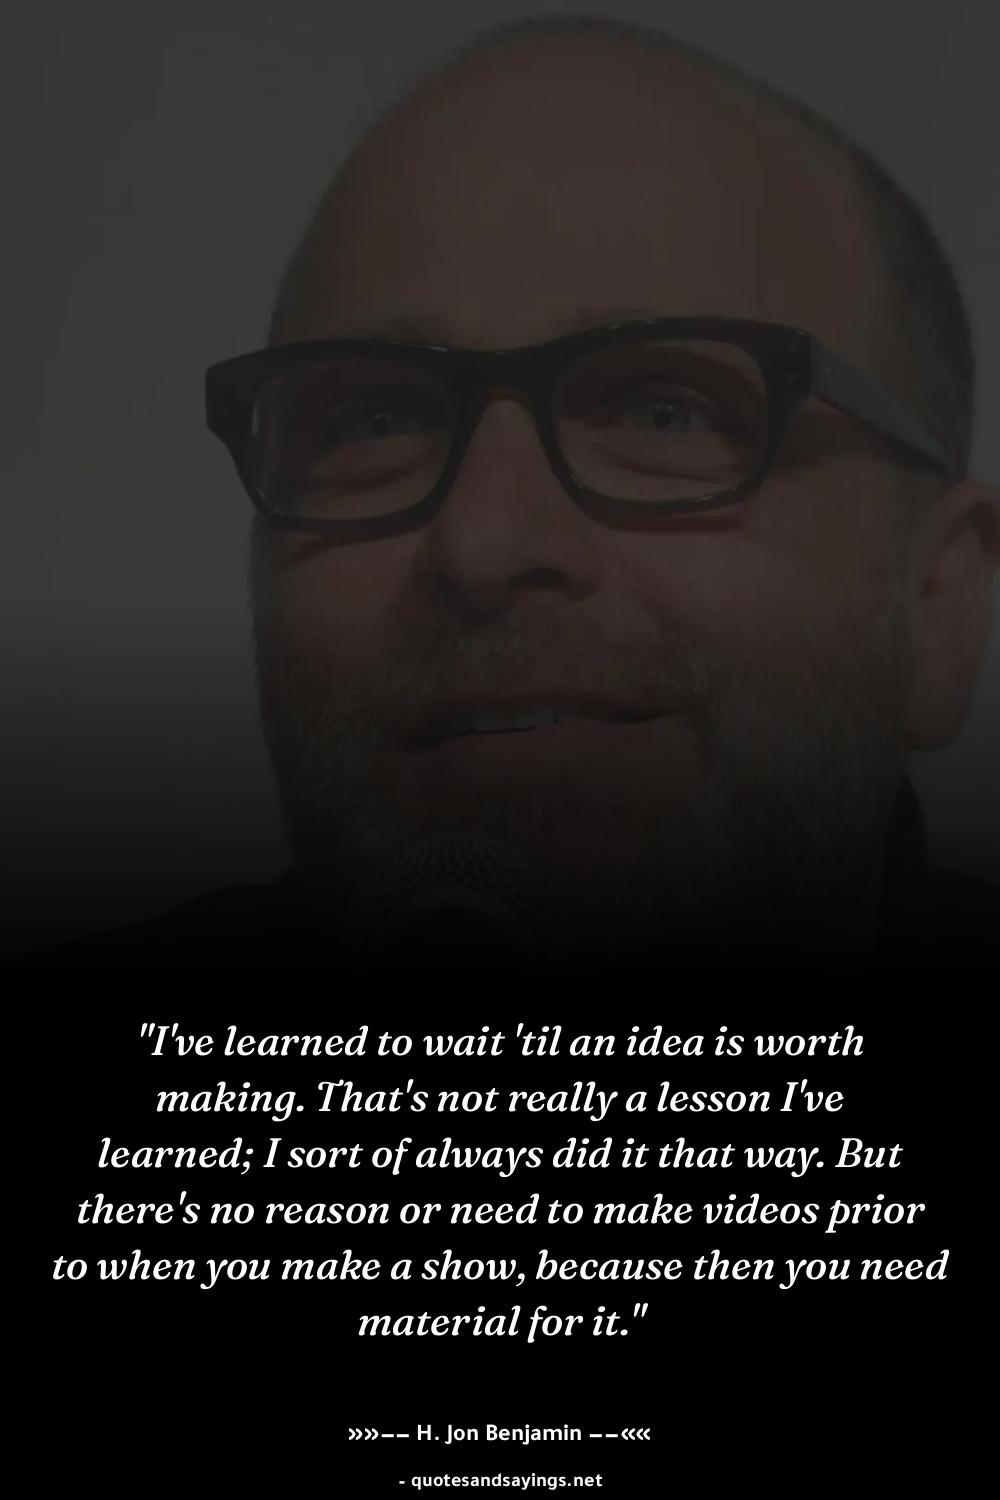 "I've learned to wait 'til an idea is worth
making. That's not really a lesson I've
learned; I sort of always did it that way. But
there's no reason or need to make videos prior
to when you make a show, because then you need
material for it."
»»–– H. Jon Benjamin ––««
- quotesandsayings.net